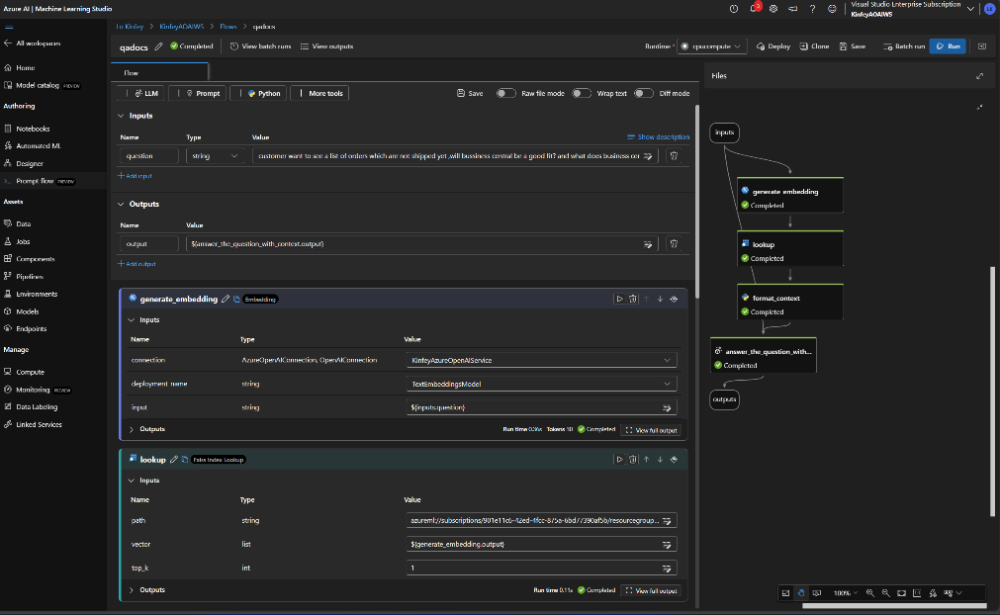 Azure AI | Machine Learning Studio
3
Visual Studio Enterprise Subscription
KinfeyAOAIWS
All workspaces
Home
Model catalog PREVIEW
Authoring
Notebooks
Automated ML
Designer
Prompt flow PREVIEW
Assets
Data
Jobs
Components
Pipelines
Environments
Models
Endpoints
Manage
Compute
Monitoring PREVIEW
Data Labeling
Linked Services
Lo Kinfey > KinfeyAOAIWS > Flows > qadocs
qadocs Completed View batch runs View outputs
Runtime * cpucompute Deploy Clone Save Batch run Run
Flow
LLM Prompt Python More tools
Save Raw file mode Wrap text Diff mode
Inputs
Name Type Value Show description
question string customer want to see a list of orders which are not shipped yet ,will bussiness central be a good fit? and what does business cer
Add input
Outputs
Name Value
output ${answer_the_question_with_context.output}
Add output
generate_embedding Embedding
Inputs
Name Type Value
connection AzureOpenAIConnection, OpenAIConnection KinfeyAzureOpenAIService
deployment_name string TextEmbeddingsModel
input string ${inputs.question}
Outputs Run time 0.36s Tokens 30 Completed View full output
lookup Faiss Index Lookup
Inputs
Name Type Value
path string azureml://subscriptions/901e11c6-42ed-4fcc-875a-6bd77390af5b/resourcegroup...
vector list ${generate_embedding.output}
top_k int 1
Outputs Run time 0.11s Completed View full output
Files
inputs
generate_embedding
Completed
lookup
Completed
format_context
Completed
answer_the_question_with...
Completed
outputs
100%